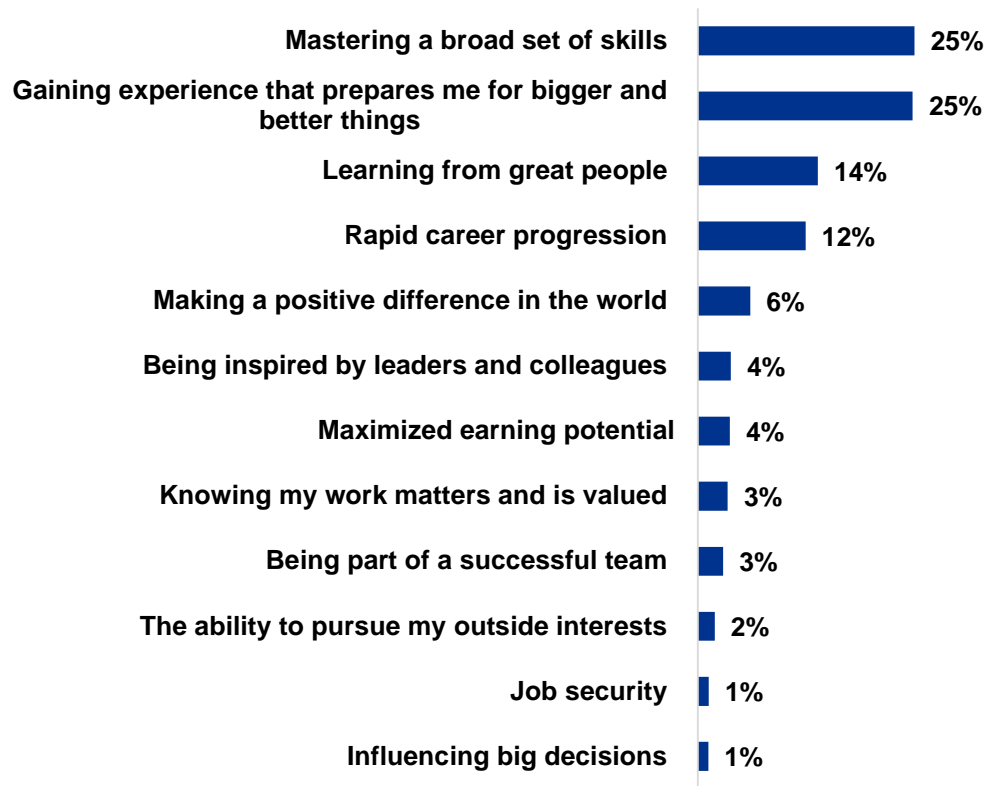 Mastering a broad set of skills 25%
Gaining experience that prepares me for bigger and
better things 25%
Learning from great people 14%
Rapid career progression 12%
Making a positive difference in the world 6%
Being inspired by leaders and colleagues 4%
Maximized earning potential 4%
Knowing my work matters and is valued 3%
Being part of a successful team 3%
The ability to pursue my outside interests 2%
Job security 1%
Influencing big decisions 1%